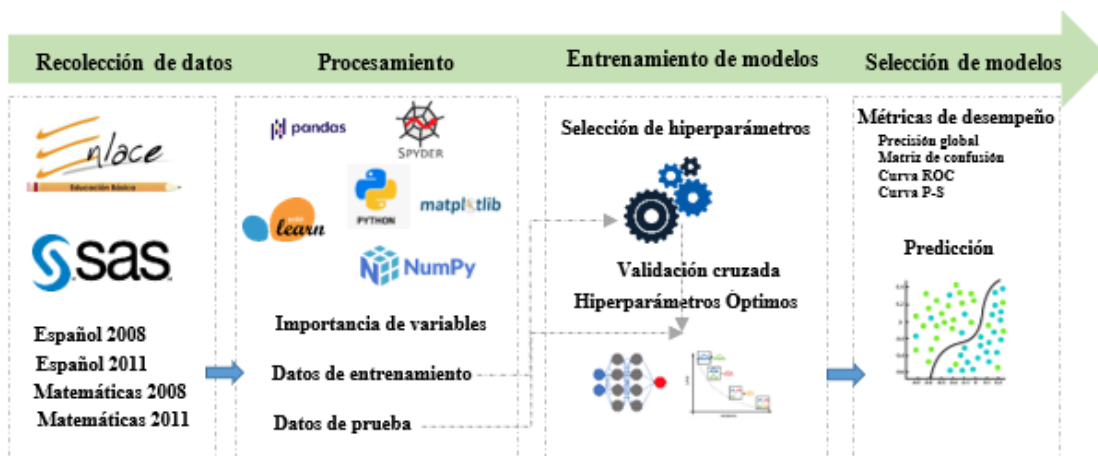 Recolección de datos
Procesamiento
Entrenamiento de modelos
Selección de modelos
Enlace
Educación Básica
sas
Español 2008
Español 2011
Matemáticas 2008
Matemáticas 2011
pandas
SPYDER
learn
PYTHON
matplotlib
NumPy
Importancia de variables
Datos de entrenamiento
Datos de prueba
Selección de hiperparámetros
Validación cruzada
Hiperparámetros Óptimos
Métricas de desempeño
Precisión global
Matriz de confusión
Curva ROC
Curva P-S
Predicción